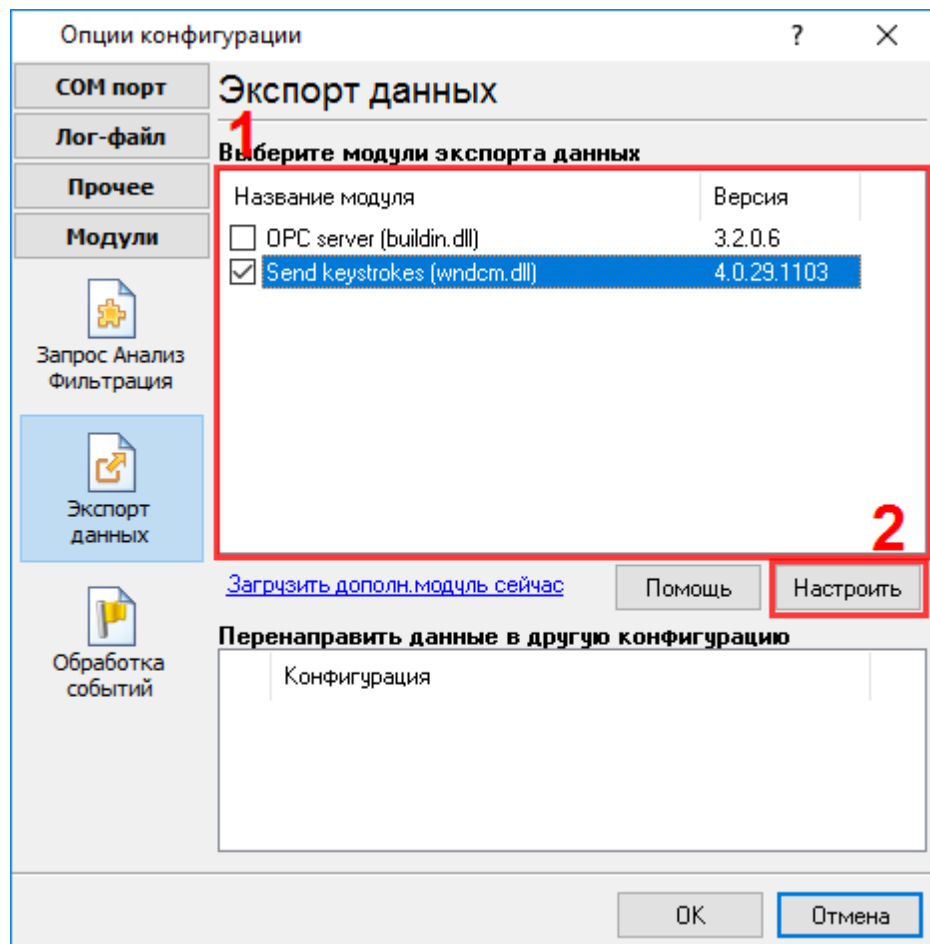 Опции конфигурации ? ✕
COM порт
Лог-файл
Прочее
Модули
Запрос Анализ
Фильтрация
Экспорт
данных
Обработка
событий
Экспорт данных
1
Выберите модули экспорта данных
Название модуля Версия
OPC server (buildin.dll) 3.2.0.6
Send keystrokes (wndcm.dll) 4.0.29.1103
2
Загрузить дополн.модуль сейчас Помощь Настроить
Перенаправить данные в другую конфигурацию
Конфигурация
OK Отмена